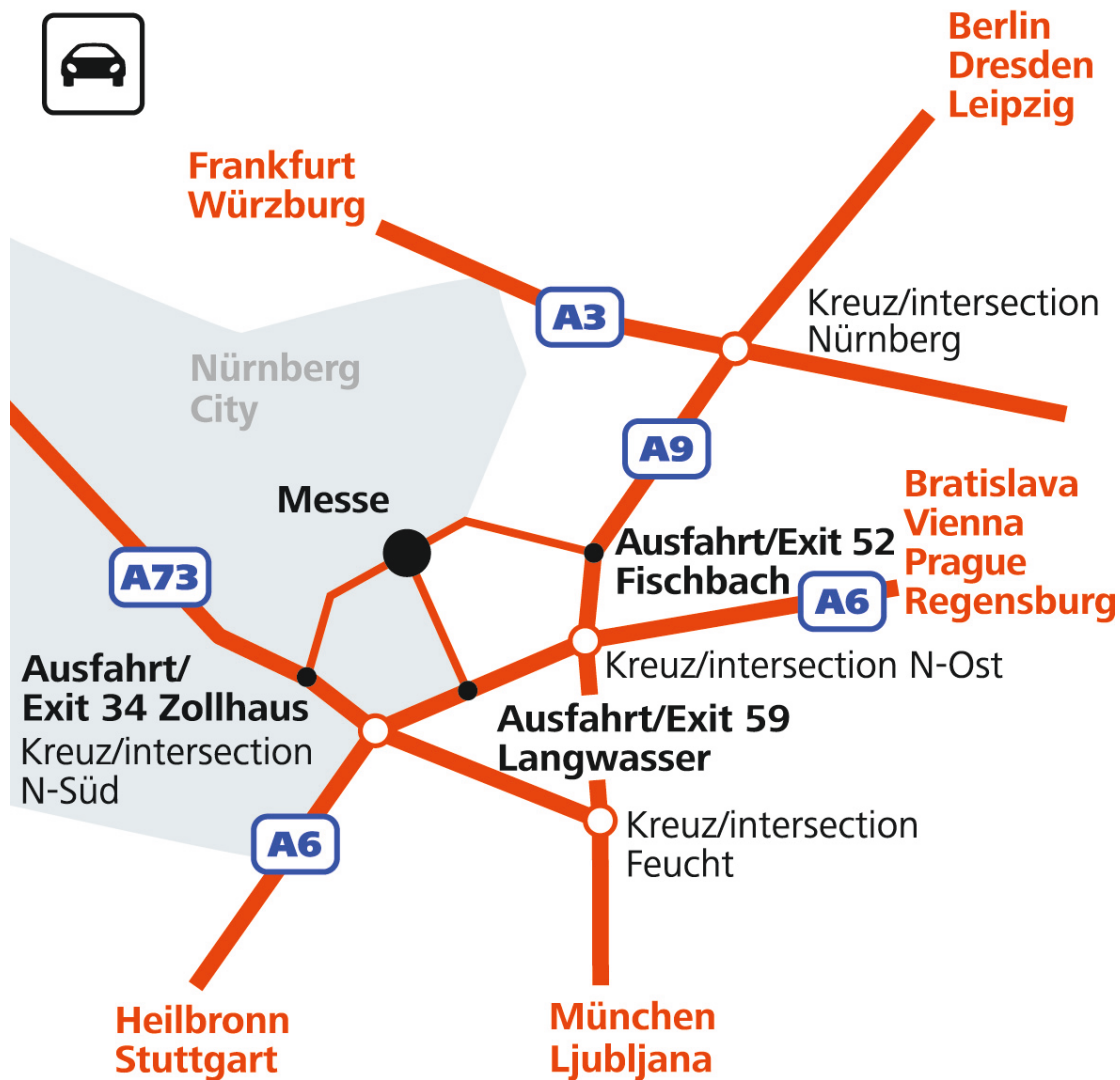 Berlin
Dresden
Leipzig
Frankfurt
Würzburg
A3
Kreuz/intersection
Nürnberg
Nürnberg
City
A9
Messe
Bratislava
Vienna
Prague
Regensburg
Ausfahrt/Exit 52
Fischbach
A73
A6
Ausfahrt/
Exit 34 Zollhaus
Kreuz/intersection
N-Süd
Kreuz/intersection N-Ost
Ausfahrt/Exit 59
Langwasser
A6
Kreuz/intersection
Feucht
Heilbronn
Stuttgart
München
Ljubljana